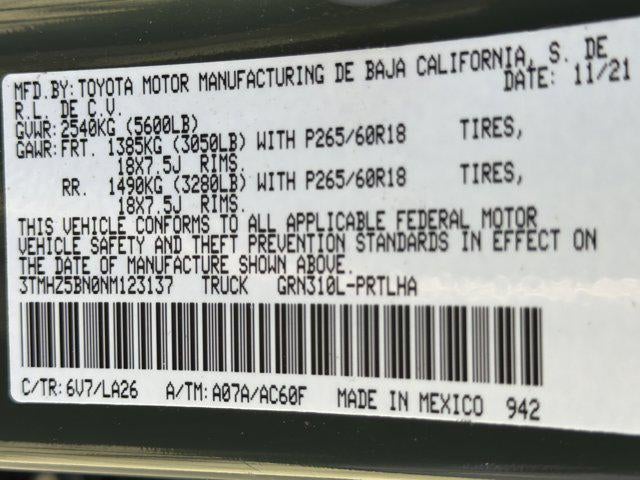 MFD.BY: TOYOTA MOTOR MANUFACTURING DE BAJA CALIFORNIA, S. DE
R.L. DE C.V. DATE: 11/21
GVWR: 2540KG (5600LB)
GAWR: FRT. 1385KG (3050LB) WITH P265/60R18 TIRES,
18X7.5J RIMS.
RR. 1490KG (3280LB) WITH P265/60R18 TIRES,
18X7.5J RIMS.
THIS VEHICLE CONFORMS TO ALL APPLICABLE FEDERAL MOTOR
VEHICLE SAFETY AND THEFT PREVENTION STANDARDS IN EFFECT ON
THE DATE OF MANUFACTURE SHOWN ABOVE.
3TMHZ5BN0NM123137 TRUCK GRN310L-PRTLHA
C/TR: 6V7/LA26 A/TM: A07A/AC60F MADE IN MEXICO 942